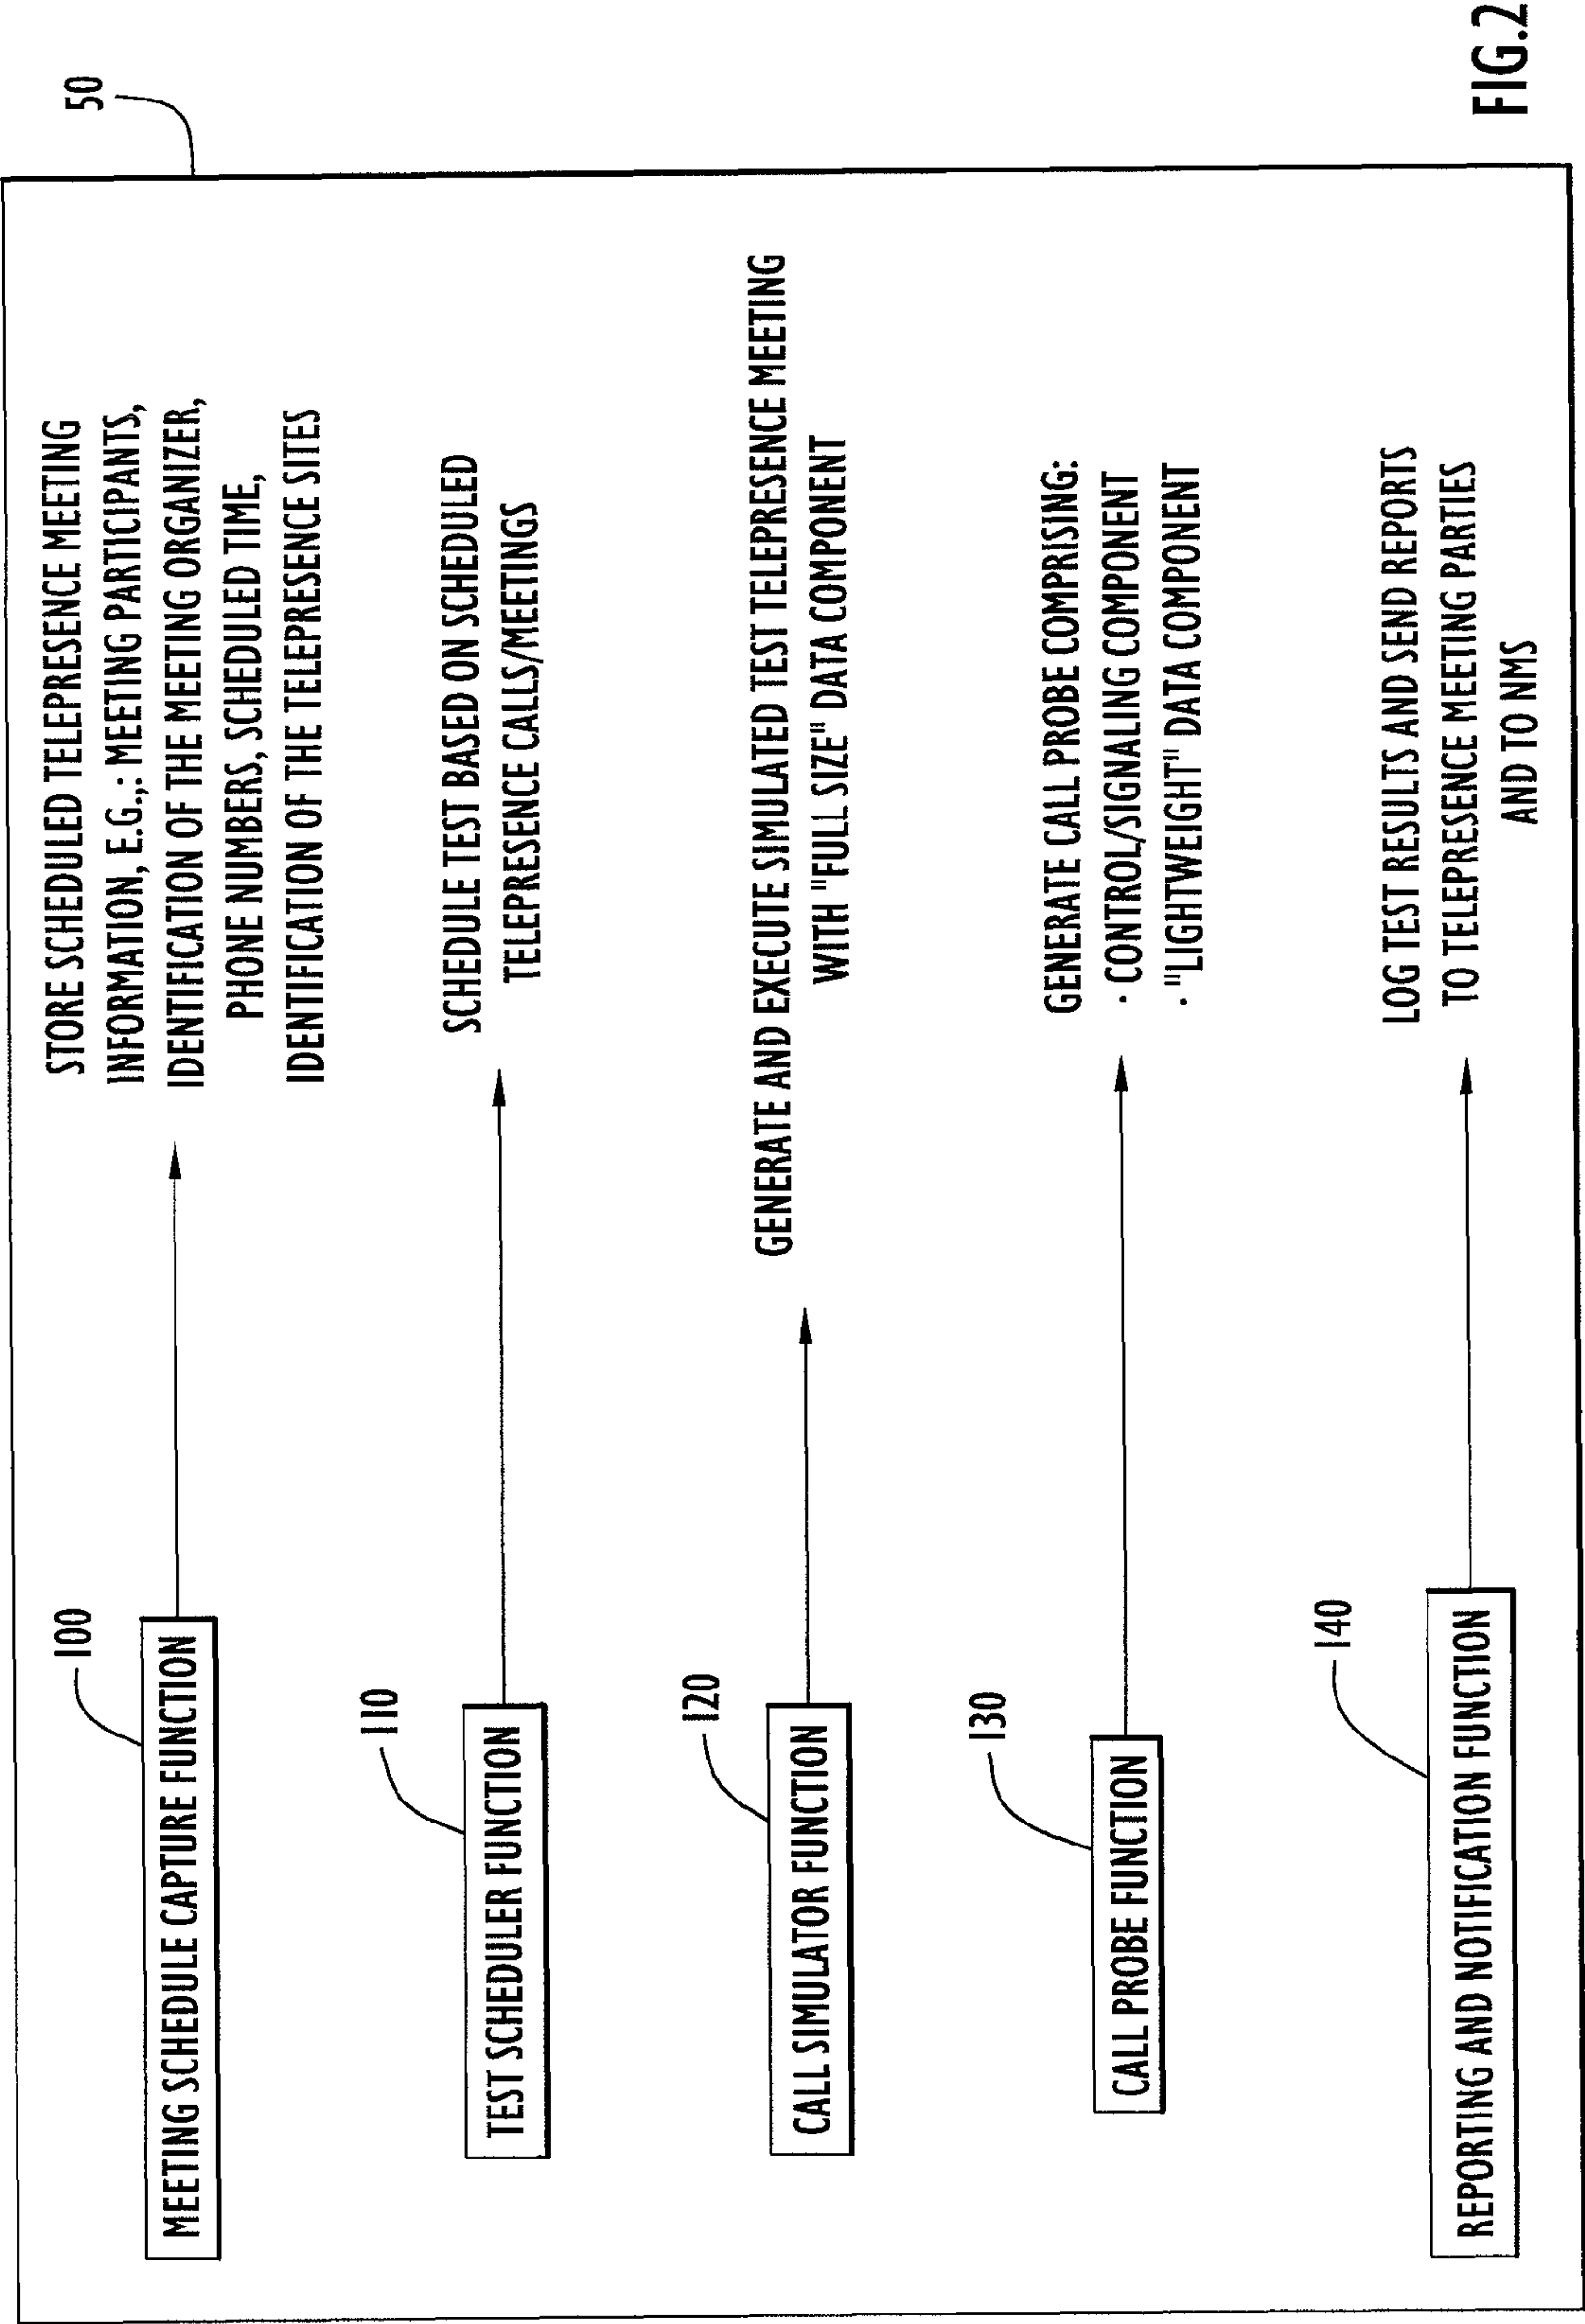 50
100
MEETING SCHEDULE CAPTURE FUNCTION
STORE SCHEDULED TELEPRESENCE MEETING
INFORMATION, E.G.,: MEETING PARTICIPANTS,
IDENTIFICATION OF THE MEETING ORGANIZER,
PHONE NUMBERS, SCHEDULED TIME,
IDENTIFICATION OF THE TELEPRESENCE SITES
110
TEST SCHEDULER FUNCTION
SCHEDULE TEST BASED ON SCHEDULED
TELEPRESENCE CALLS/MEETINGS
120
CALL SIMULATOR FUNCTION
GENERATE AND EXECUTE SIMULATED TEST TELEPRESENCE MEETING
WITH "FULL SIZE" DATA COMPONENT
130
CALL PROBE FUNCTION
GENERATE CALL PROBE COMPRISING:
· CONTROL/SIGNALING COMPONENT
· "LIGHTWEIGHT" DATA COMPONENT
140
REPORTING AND NOTIFICATION FUNCTION
LOG TEST RESULTS AND SEND REPORTS
TO TELEPRESENCE MEETING PARTIES
AND TO NMS
FIG.2